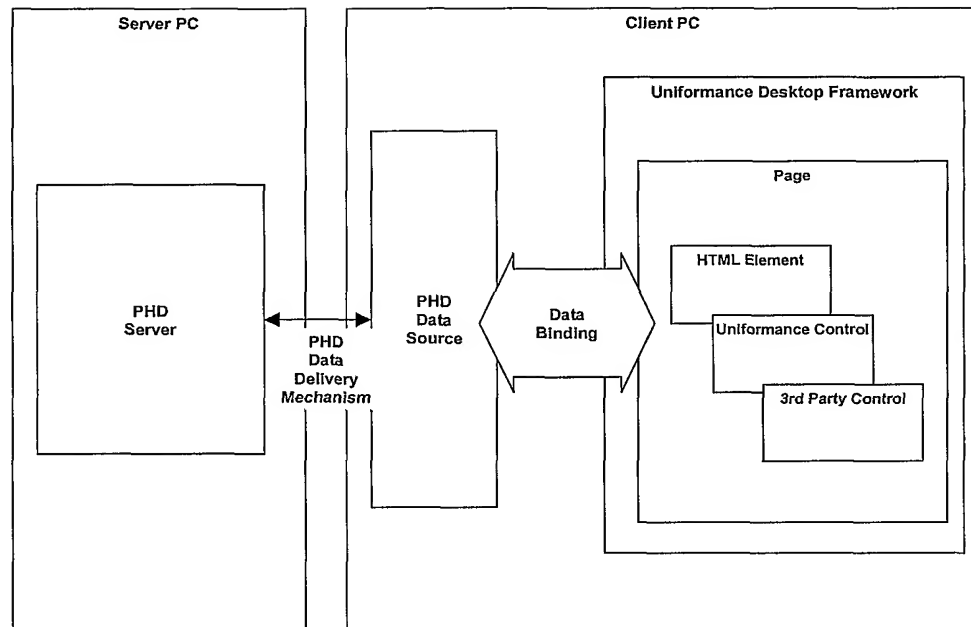 Server PC
Client PC
Uniformance Desktop Framework
Page
HTML Element
Uniformance Control
3rd Party Control
PHD
Server
PHD
Data
Delivery
Mechanism
PHD
Data
Source
Data
Binding